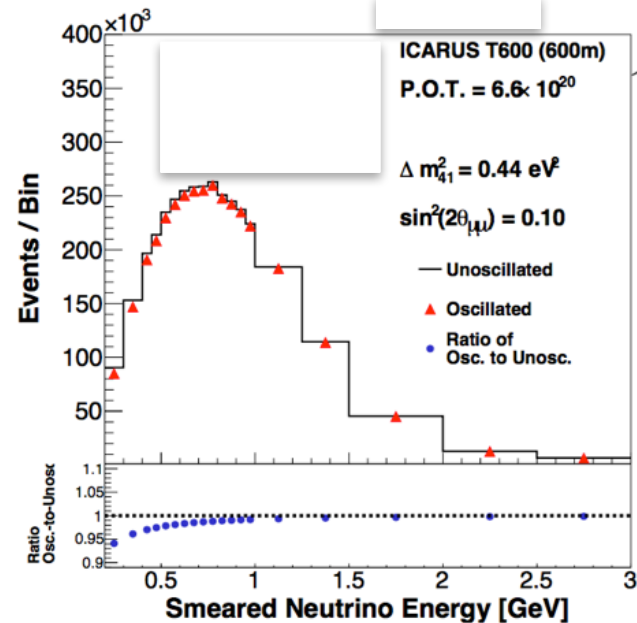 400×10³
350
300
250
200
150
100
50
Events / Bin
ICARUS T600 (600m)
P.O.T. = 6.6× 10²⁰
Δ m²₄₁ = 0.44 eV²
sin²(2θμμ) = 0.10
Unoscillated
Oscillated
Ratio of
Osc. to Unosc.
1.1
1.05
1
0.95
0.9
Ratio
Osc.-to-Unosc
0.5 1 1.5 2 2.5 3
Smeared Neutrino Energy [GeV]